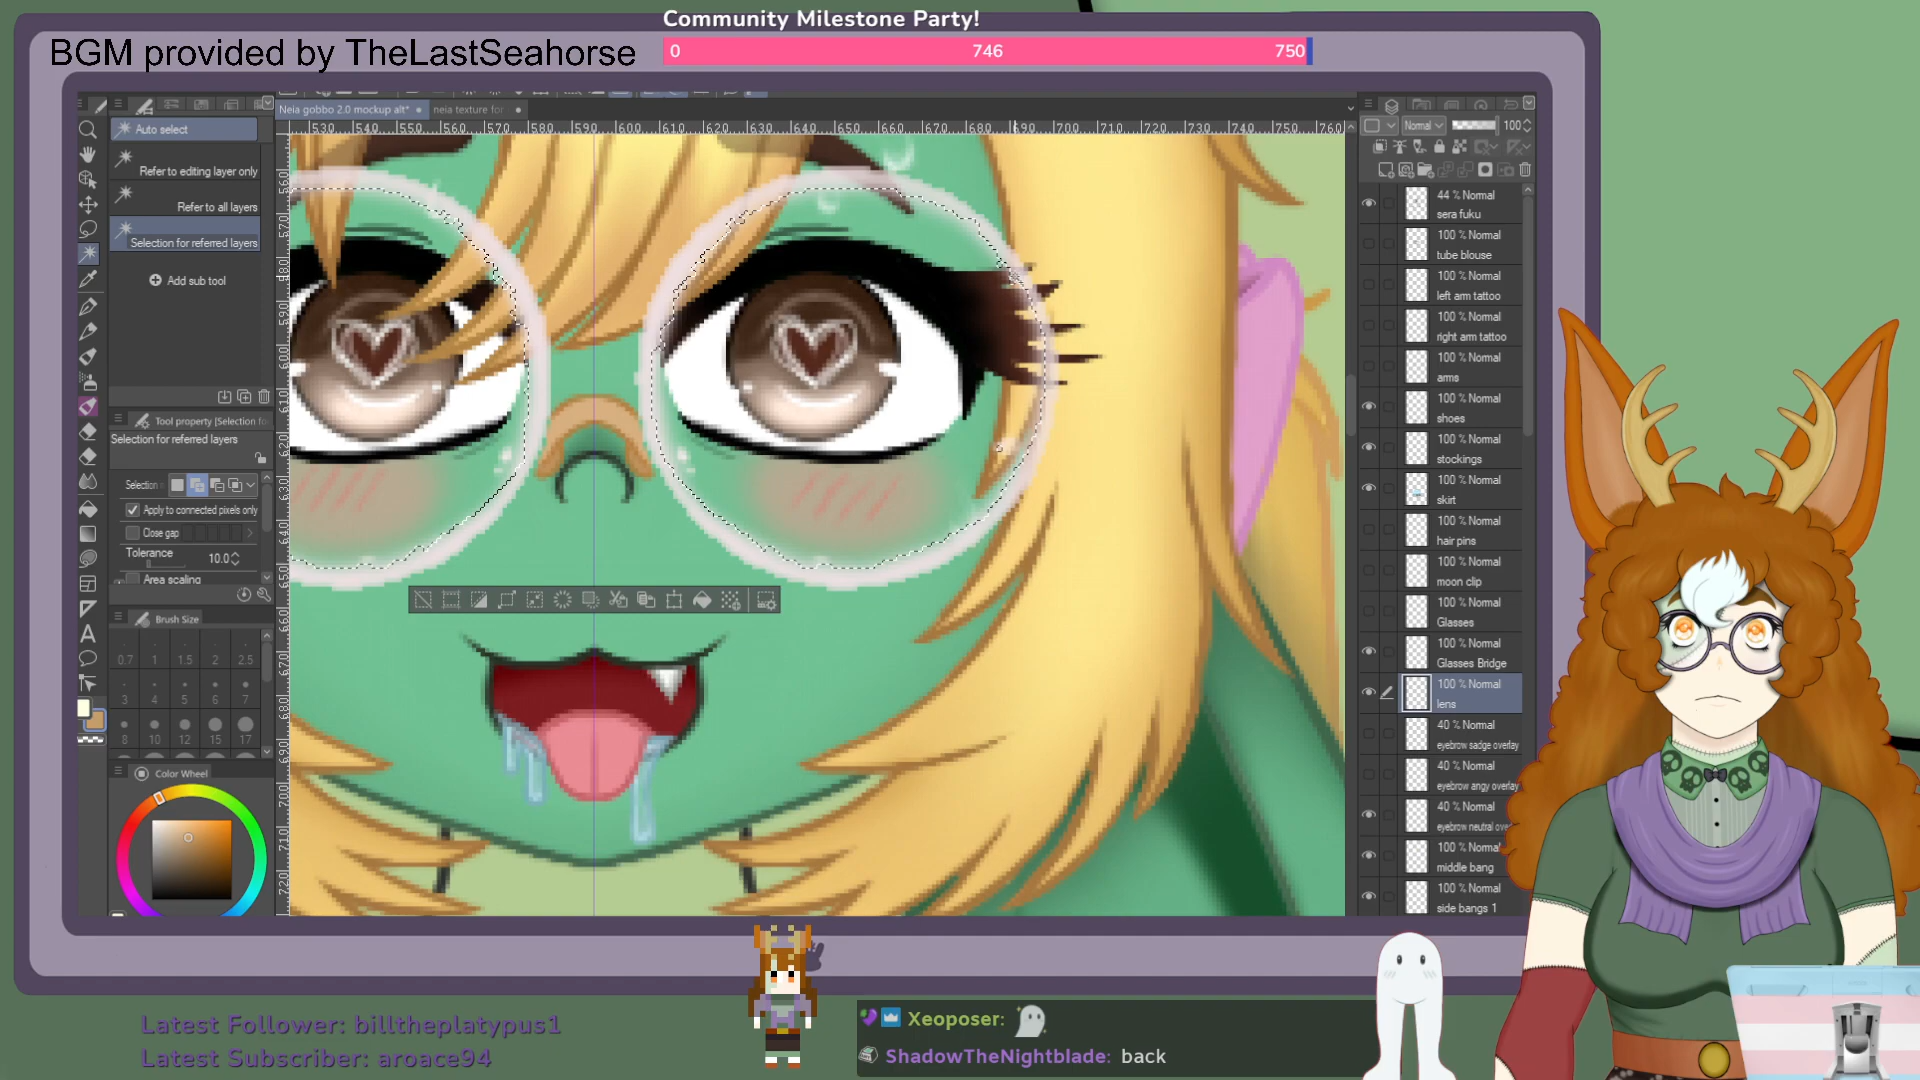 Community Milestone Party!
BGM provided by TheLastSeahorse
0 746 750
Neia gobbo 2.0 mockup alt*
neia texture for
Auto select
Refer to editing layer only
Refer to all layers
Selection for referred layers
Add sub tool
Tool property [Selection fo
Selection for referred layers
Selection
Apply to connected pixels only
Close gap
Tolerance 10.0
Area scaling
Brush Size
0.7 1 1.5 2 2.5
3 4 5 6 7
8 10 12 15 17
Color Wheel
Normal 100
44 % Normal
sera fuku
100 % Normal
tube blouse
100 % Normal
left arm tattoo
100 % Normal
right arm tattoo
100 % Normal
arms
100 % Normal
shoes
100 % Normal
stockings
100 % Normal
skirt
100 % Normal
hair pins
100 % Normal
moon clip
100 % Normal
Glasses
100 % Normal
Glasses Bridge
100 % Normal
lens
40 % Normal
eyebrow sadge overlay
40 % Normal
eyebrow angy overlay
40 % Normal
eyebrow neutral ove
100 % Normal
middle bang
100 % Normal
side bangs 1
Latest Follower: billtheplatypus1
Latest Subscriber: aroace94
Xeoposer:
ShadowTheNightblade: back